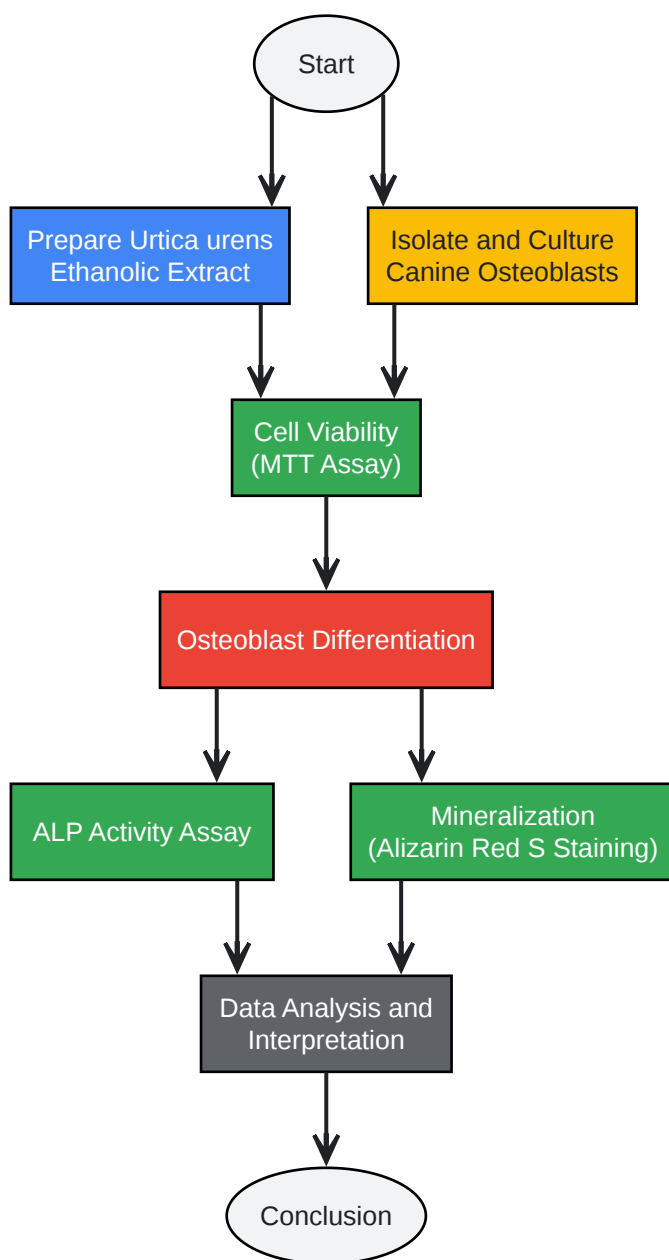 Start
Prepare Urtica urens
Ethanolic Extract
Isolate and Culture
Canine Osteoblasts
Cell Viability
(MTT Assay)
Osteoblast Differentiation
ALP Activity Assay
Mineralization
(Alizarin Red S Staining)
Data Analysis and
Interpretation
Conclusion